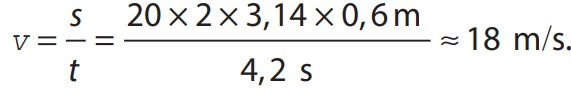 v = s/t = (20 × 2 × 3,14 × 0,6 m)/(4,2 s) ≈ 18 m/s.